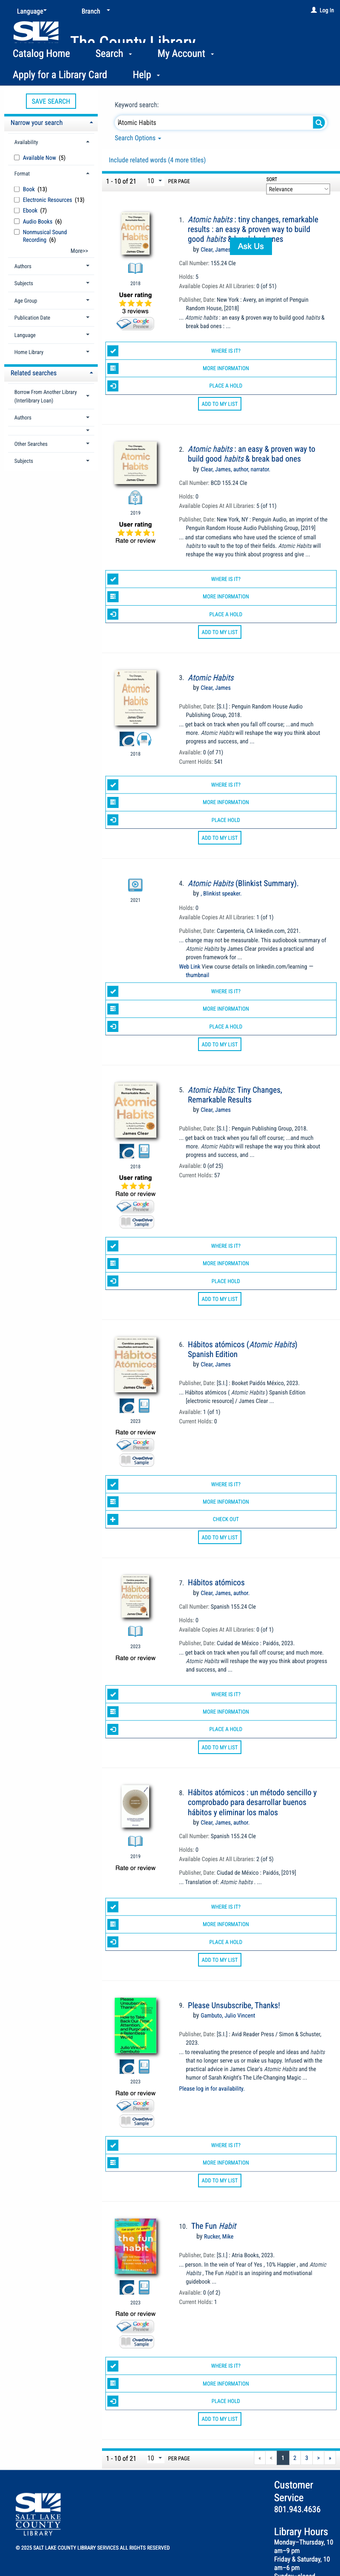 Language
Branch
Log In
The County Library
Catalog Home
Search
My Account
Apply for a Library Card
Help
SAVE SEARCH
Narrow your search
Availability
Available Now (5)
Format
Book (13)
Electronic Resources (13)
Ebook (7)
Audio Books (6)
Nonmusical Sound
Recording (6)
More>>
Authors
Subjects
Age Group
Publication Date
Language
Home Library
Related searches
Borrow From Another Library
(Interlibrary Loan)
Authors
Other Searches
Subjects
Keyword search:
Atomic Habits
Search Options
Include related words (4 more titles)
1 - 10 of 21
10
PER PAGE
SORT
Relevance
1.
Atomic habits : tiny changes, remarkable
results : an easy & proven way to build
good habits
Ask Us
by Clear, James
Call Number: 155.24 Cle
Holds: 5
Available Copies At All Libraries: 0 (of 51)
Publisher, Date: New York : Avery, an imprint of Penguin
Random House, [2018]
... Atomic habits : an easy & proven way to build good habits &
break bad ones : ...
2018
User rating
3 reviews
Google Preview
WHERE IS IT?
MORE INFORMATION
PLACE A HOLD
ADD TO MY LIST
2.
Atomic habits : an easy & proven way to
build good habits & break bad ones
by Clear, James, author, narrator.
Call Number: BCD 155.24 Cle
Holds: 0
Available Copies At All Libraries: 5 (of 11)
Publisher, Date: New York, NY : Penguin Audio, an imprint of the
Penguin Random House Audio Publishing Group, [2019]
... and star comedians who have used the science of small
habits to vault to the top of their fields. Atomic Habits will
reshape the way you think about progress and give ...
2019
User rating
Rate or review
WHERE IS IT?
MORE INFORMATION
PLACE A HOLD
ADD TO MY LIST
3.
Atomic Habits
by Clear, James
Publisher, Date: [S.l.] : Penguin Random House Audio
Publishing Group, 2018.
... get back on track when you fall off course; ...and much
more. Atomic Habits will reshape the way you think about
progress and success, and ...
Available: 0 (of 71)
Current Holds: 541
2018
WHERE IS IT?
MORE INFORMATION
PLACE HOLD
ADD TO MY LIST
4.
Atomic Habits (Blinkist Summary).
by , Blinkist speaker.
Holds: 0
Available Copies At All Libraries: 1 (of 1)
Publisher, Date: Carpenteria, CA linkedin.com, 2021.
... change may not be measurable. This audiobook summary of
Atomic Habits by James Clear provides a practical and
proven framework for ...
Web Link View course details on linkedin.com/learning —
thumbnail
2021
WHERE IS IT?
MORE INFORMATION
PLACE A HOLD
ADD TO MY LIST
5.
Atomic Habits: Tiny Changes,
Remarkable Results
by Clear, James
Publisher, Date: [S.l.] : Penguin Publishing Group, 2018.
... get back on track when you fall off course; ...and much
more. Atomic Habits will reshape the way you think about
progress and success, and ...
Available: 0 (of 25)
Current Holds: 57
2018
User rating
Rate or review
Google Preview
OverDrive Sample
WHERE IS IT?
MORE INFORMATION
PLACE HOLD
ADD TO MY LIST
6.
Hábitos atómicos (Atomic Habits)
Spanish Edition
by Clear, James
Publisher, Date: [S.l.] : Booket Paidós México, 2023.
... Hábitos atómicos ( Atomic Habits ) Spanish Edition
[electronic resource] / James Clear ...
Available: 1 (of 1)
Current Holds: 0
2023
Rate or review
Google Preview
OverDrive Sample
WHERE IS IT?
MORE INFORMATION
CHECK OUT
ADD TO MY LIST
7.
Hábitos atómicos
by Clear, James, author.
Call Number: Spanish 155.24 Cle
Holds: 0
Available Copies At All Libraries: 0 (of 1)
Publisher, Date: Cuidad de México : Paidós, 2023.
... get back on track when you fall off course; and much more.
Atomic Habits will reshape the way you think about progress
and success, and ...
2023
Rate or review
WHERE IS IT?
MORE INFORMATION
PLACE A HOLD
ADD TO MY LIST
8.
Hábitos atómicos : un método sencillo y
comprobado para desarrollar buenos
hábitos y eliminar los malos
by Clear, James, author.
Call Number: Spanish 155.24 Cle
Holds: 0
Available Copies At All Libraries: 2 (of 5)
Publisher, Date: Ciudad de México : Paidós, [2019]
... Translation of: Atomic habits . ...
2019
Rate or review
WHERE IS IT?
MORE INFORMATION
PLACE A HOLD
ADD TO MY LIST
9.
Please Unsubscribe, Thanks!
by Gambuto, Julio Vincent
Publisher, Date: [S.l.] : Avid Reader Press / Simon & Schuster,
2023.
... to reevaluating the presence of people and ideas and habits
that no longer serve us or make us happy. Infused with the
practical advice in James Clear's Atomic Habits and the
humor of Sarah Knight's The Life-Changing Magic ...
Please log in for availability.
2023
Rate or review
Google Preview
OverDrive Sample
WHERE IS IT?
MORE INFORMATION
ADD TO MY LIST
10.
The Fun Habit
by Rucker, Mike
Publisher, Date: [S.l.] : Atria Books, 2023.
... person. In the vein of Year of Yes , 10% Happier , and Atomic
Habits , The Fun Habit is an inspiring and motivational
guidebook ...
Available: 0 (of 2)
Current Holds: 1
2023
Rate or review
Google Preview
OverDrive Sample
WHERE IS IT?
MORE INFORMATION
PLACE HOLD
ADD TO MY LIST
1 - 10 of 21
10
PER PAGE
« < 1 2 3 > »
SALT LAKE
COUNTY
LIBRARY
© 2025 SALT LAKE COUNTY LIBRARY SERVICES ALL RIGHTS RESERVED
Customer
Service
801.943.4636
Library Hours
Monday–Thursday, 10
am–9 pm
Friday & Saturday, 10
am–6 pm